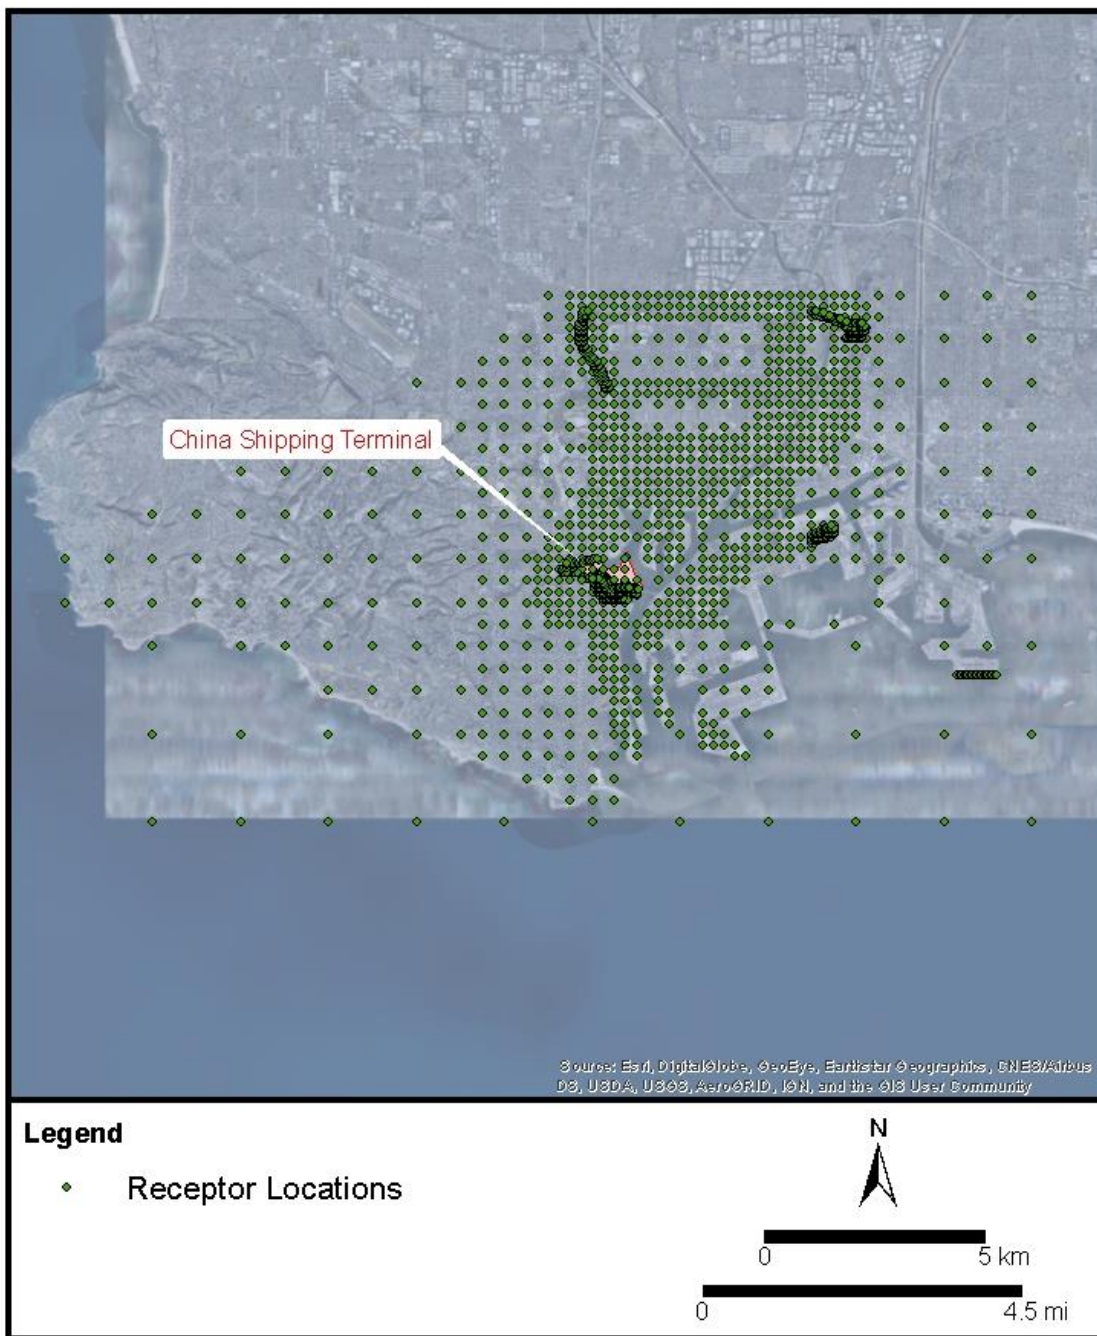 China Shipping Terminal
Source: Esri, DigitalGlobe, GeoEye, Earthstar Geographics, CNES/Airbus
DS, USDA, USGS, AeroGRID, IGN, and the GIS User Community
Legend
Receptor Locations
N
0 5 km
0 4.5 mi